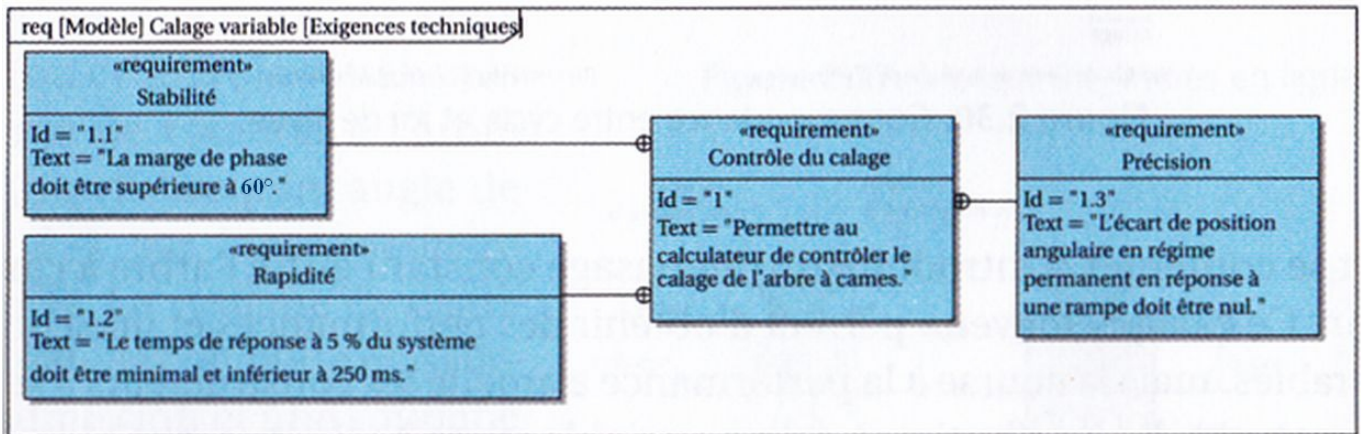 req [Modèle] Calage variable [Exigences techniques]
«requirement»
Stabilité
Id = "1.1"
Text = "La marge de phase
doit être supérieure à 60°."
«requirement»
Rapidité
Id = "1.2"
Text = "Le temps de réponse à 5 % du système
doit être minimal et inférieur à 250 ms."
«requirement»
Contrôle du calage
Id = "1"
Text = "Permettre au
calculateur de contrôler le
calage de l'arbre à cames."
«requirement»
Précision
Id = "1.3"
Text = "L'écart de position
angulaire en régime
permanent en réponse à
une rampe doit être nul."